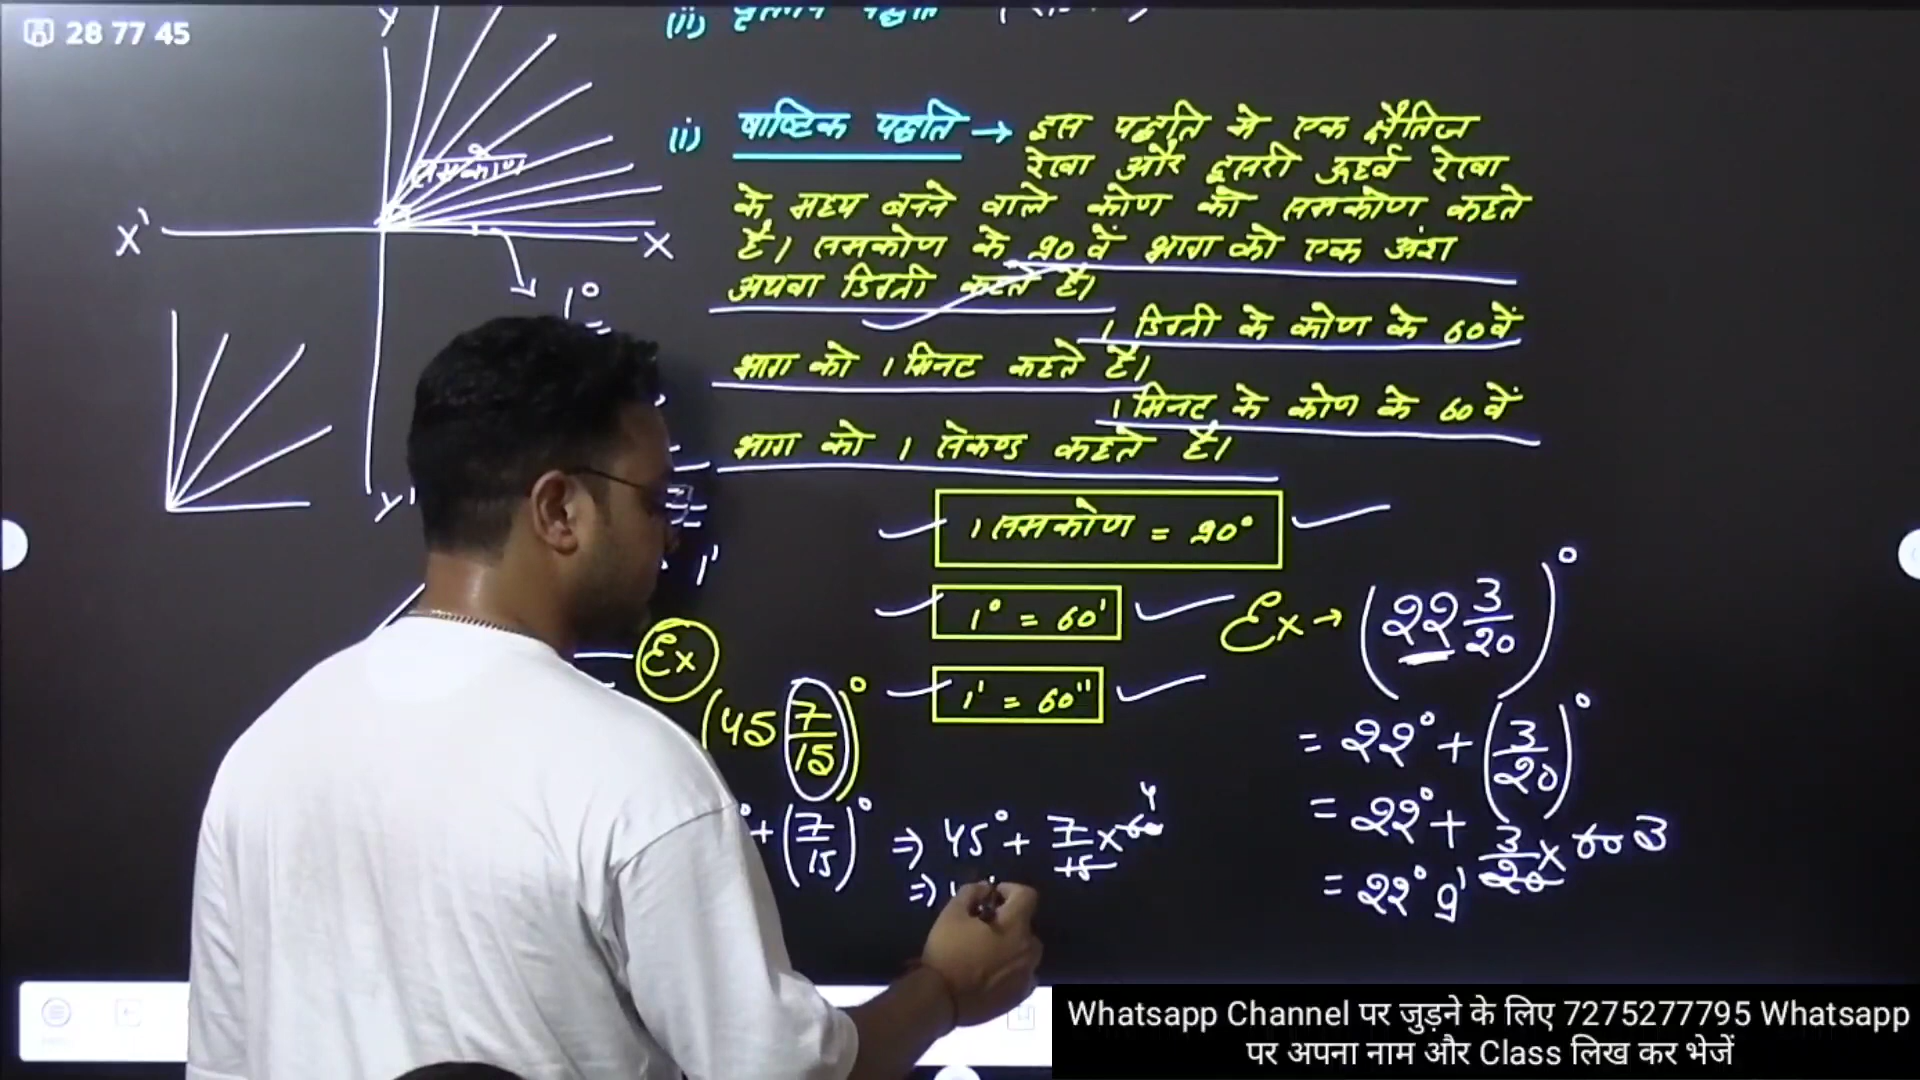 28 77 45
(ii)
(i) षाष्टिक पद्धति → इस पद्धति मे एक क्षैतिज
रेखा और दूसरी ऊर्ध्व रेखा
के मध्य बनने वाले कोण को समकोण कहते
है। समकोण के 90 वें भाग को एक अंश
अथवा डिग्री कहते है।
1 डिग्री के कोण के 60 वें
भाग को 1 मिनट कहते है।
1 मिनट के कोण के 60 वें
भाग को 1 सेकण्ड कहते है।
Y
समकोण
X'
X
1°
Y'
1'
1 समकोण = 90°
1° = 60'
1' = 60"
Ex
(45 7/15)°
+ (7/15)° ⇒ 45° + 7/15 × 60 4
⇒
Ex → (22 3/20)°
= 22° + (3/20)°
= 22° + 3/20 × 60 3
= 22° 9'
Whatsapp Channel पर जुड़ने के लिए 7275277795 Whatsapp
पर अपना नाम और Class लिख कर भेजें